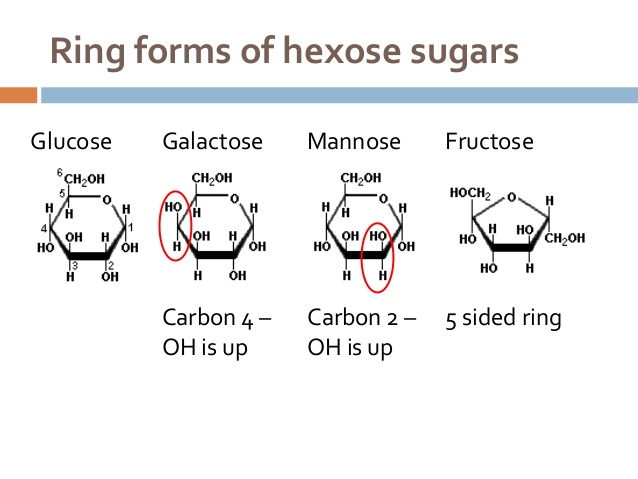 Ring forms of hexose sugars
Glucose
Galactose
Mannose
Fructose
6 CH₂OH
5
O
H
H
H
4
1
OH
H
HO
OH
3
2
H
OH
CH₂OH
O
HO
H
H
H
OH
H
OH
H
OH
CH₂OH
O
H
H
H
OH
HO
HO
OH
H
H
HOCH₂
O
H
H
HO
HO
CH₂OH
HO
H
Carbon 4 –
OH is up
Carbon 2 –
OH is up
5 sided ring